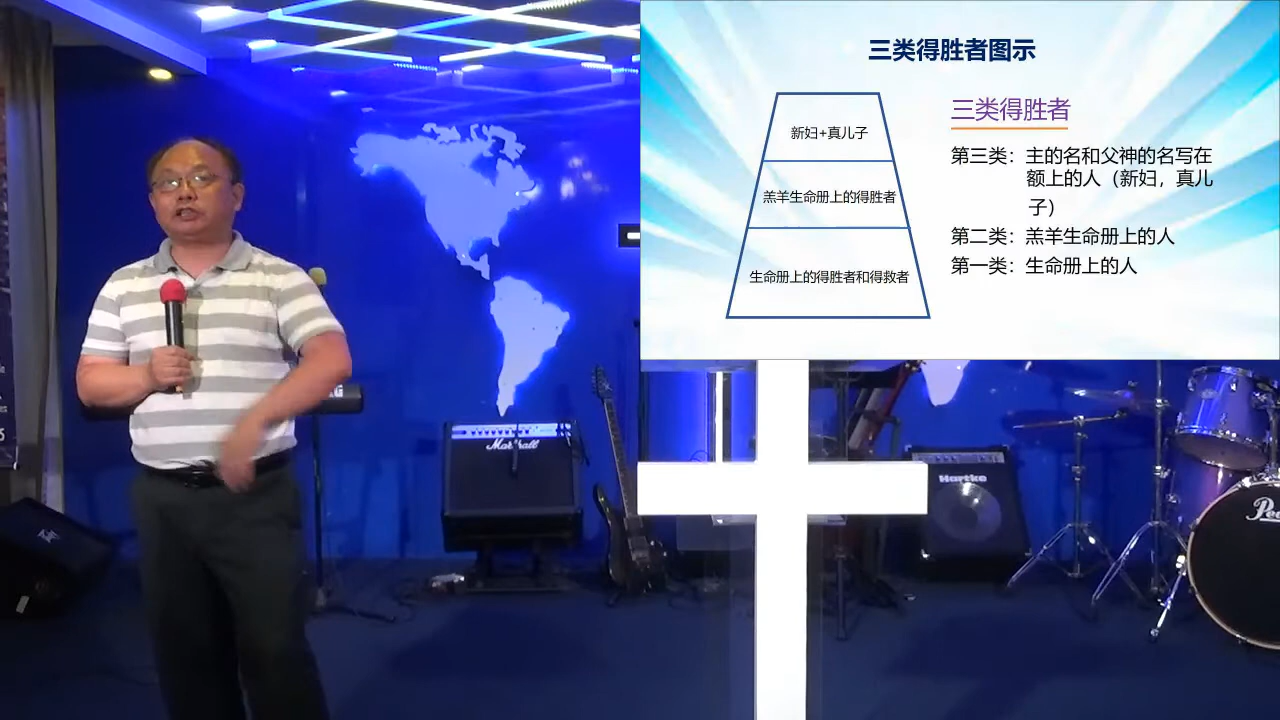 三类得胜者图示
新妇+真儿子
羔羊生命册上的得胜者
生命册上的得胜者和得救者
三类得胜者
第三类：主的名和父神的名写在
额上的人（新妇，真儿
子）
第二类：羔羊生命册上的人
第一类：生命册上的人
Marshall
Hartke